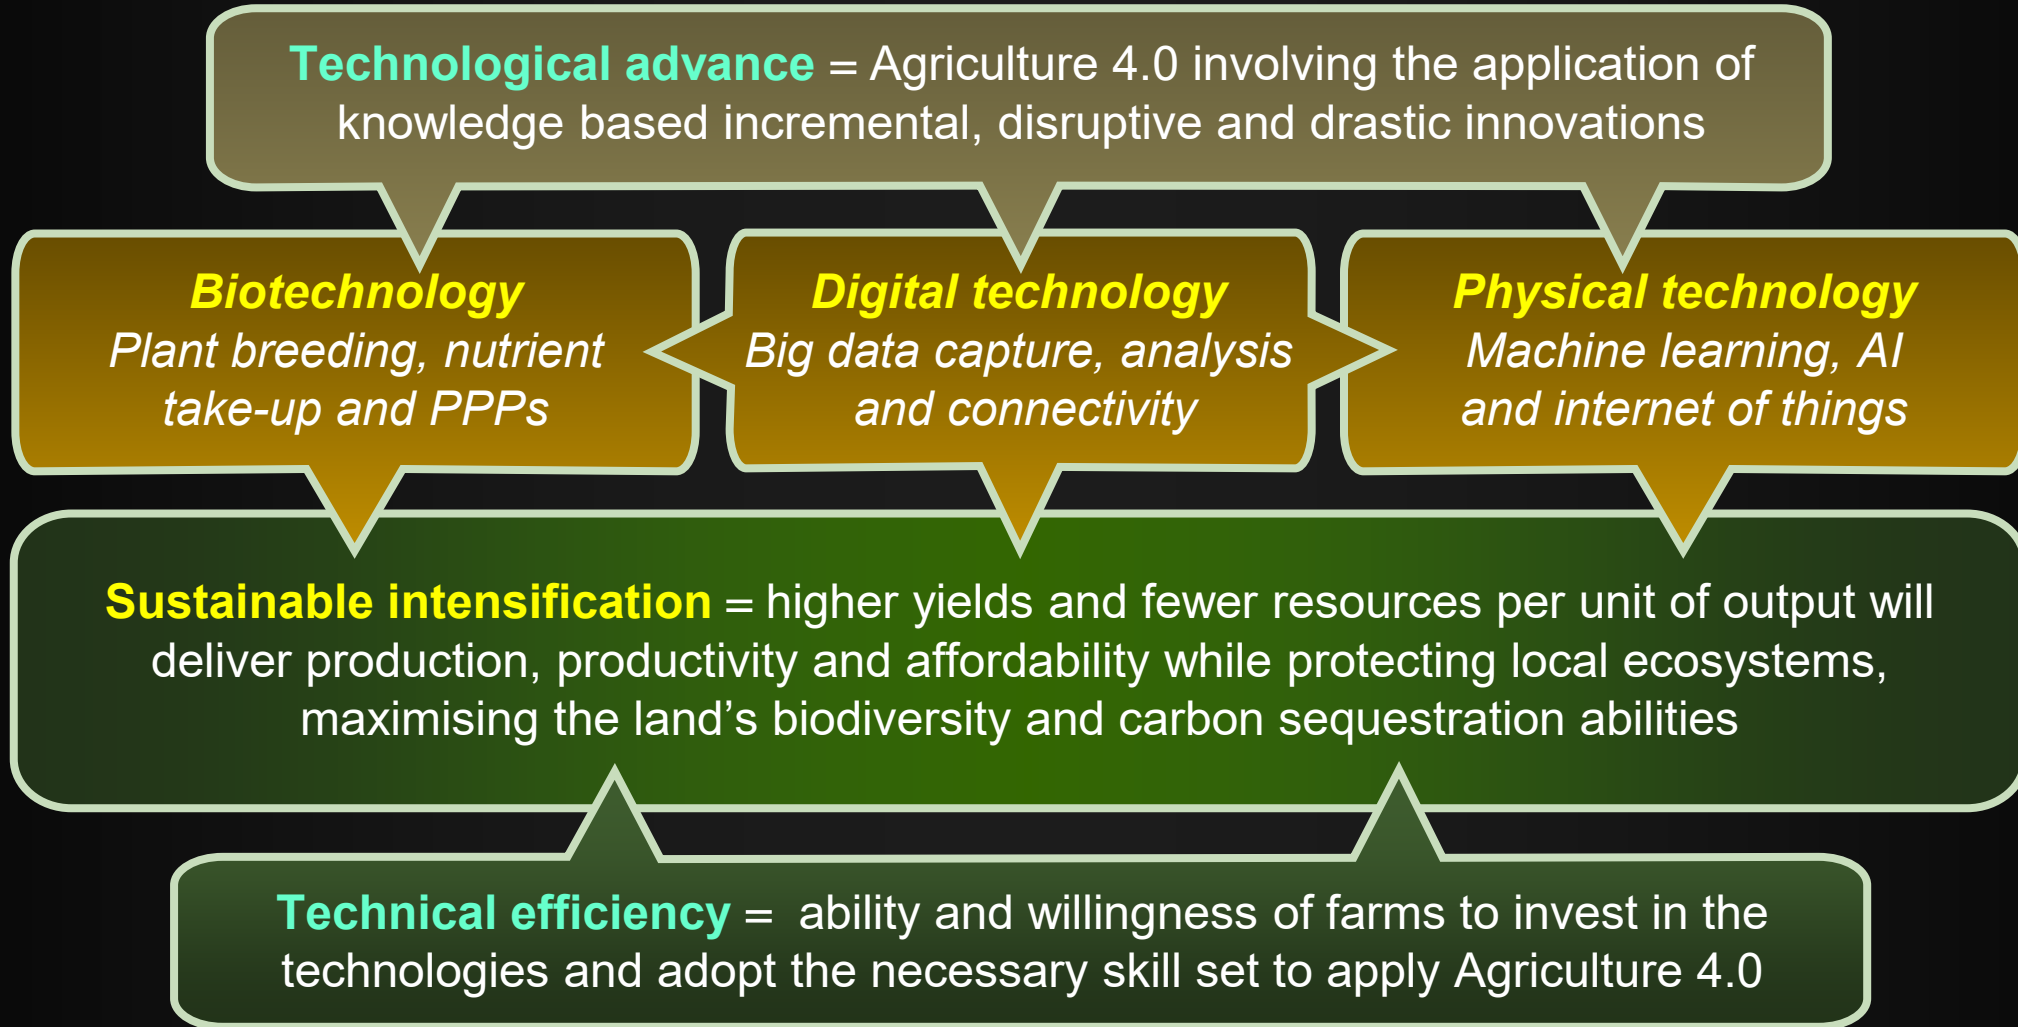 Technological advance = Agriculture 4.0 involving the application of
knowledge based incremental, disruptive and drastic innovations
Biotechnology
Plant breeding, nutrient
take-up and PPPs
Digital technology
Big data capture, analysis
and connectivity
Physical technology
Machine learning, AI
and internet of things
Sustainable intensification = higher yields and fewer resources per unit of output will
deliver production, productivity and affordability while protecting local ecosystems,
maximising the land’s biodiversity and carbon sequestration abilities
Technical efficiency = ability and willingness of farms to invest in the
technologies and adopt the necessary skill set to apply Agriculture 4.0